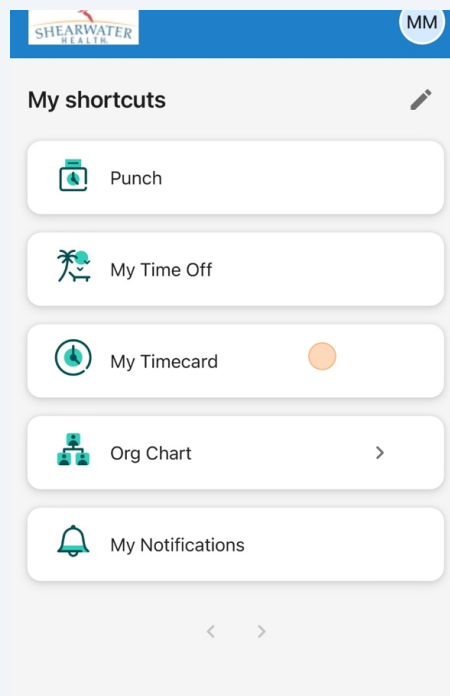 SHEARWATER
HEALTH
MM
My shortcuts
Punch
My Time Off
My Timecard
Org Chart
My Notifications